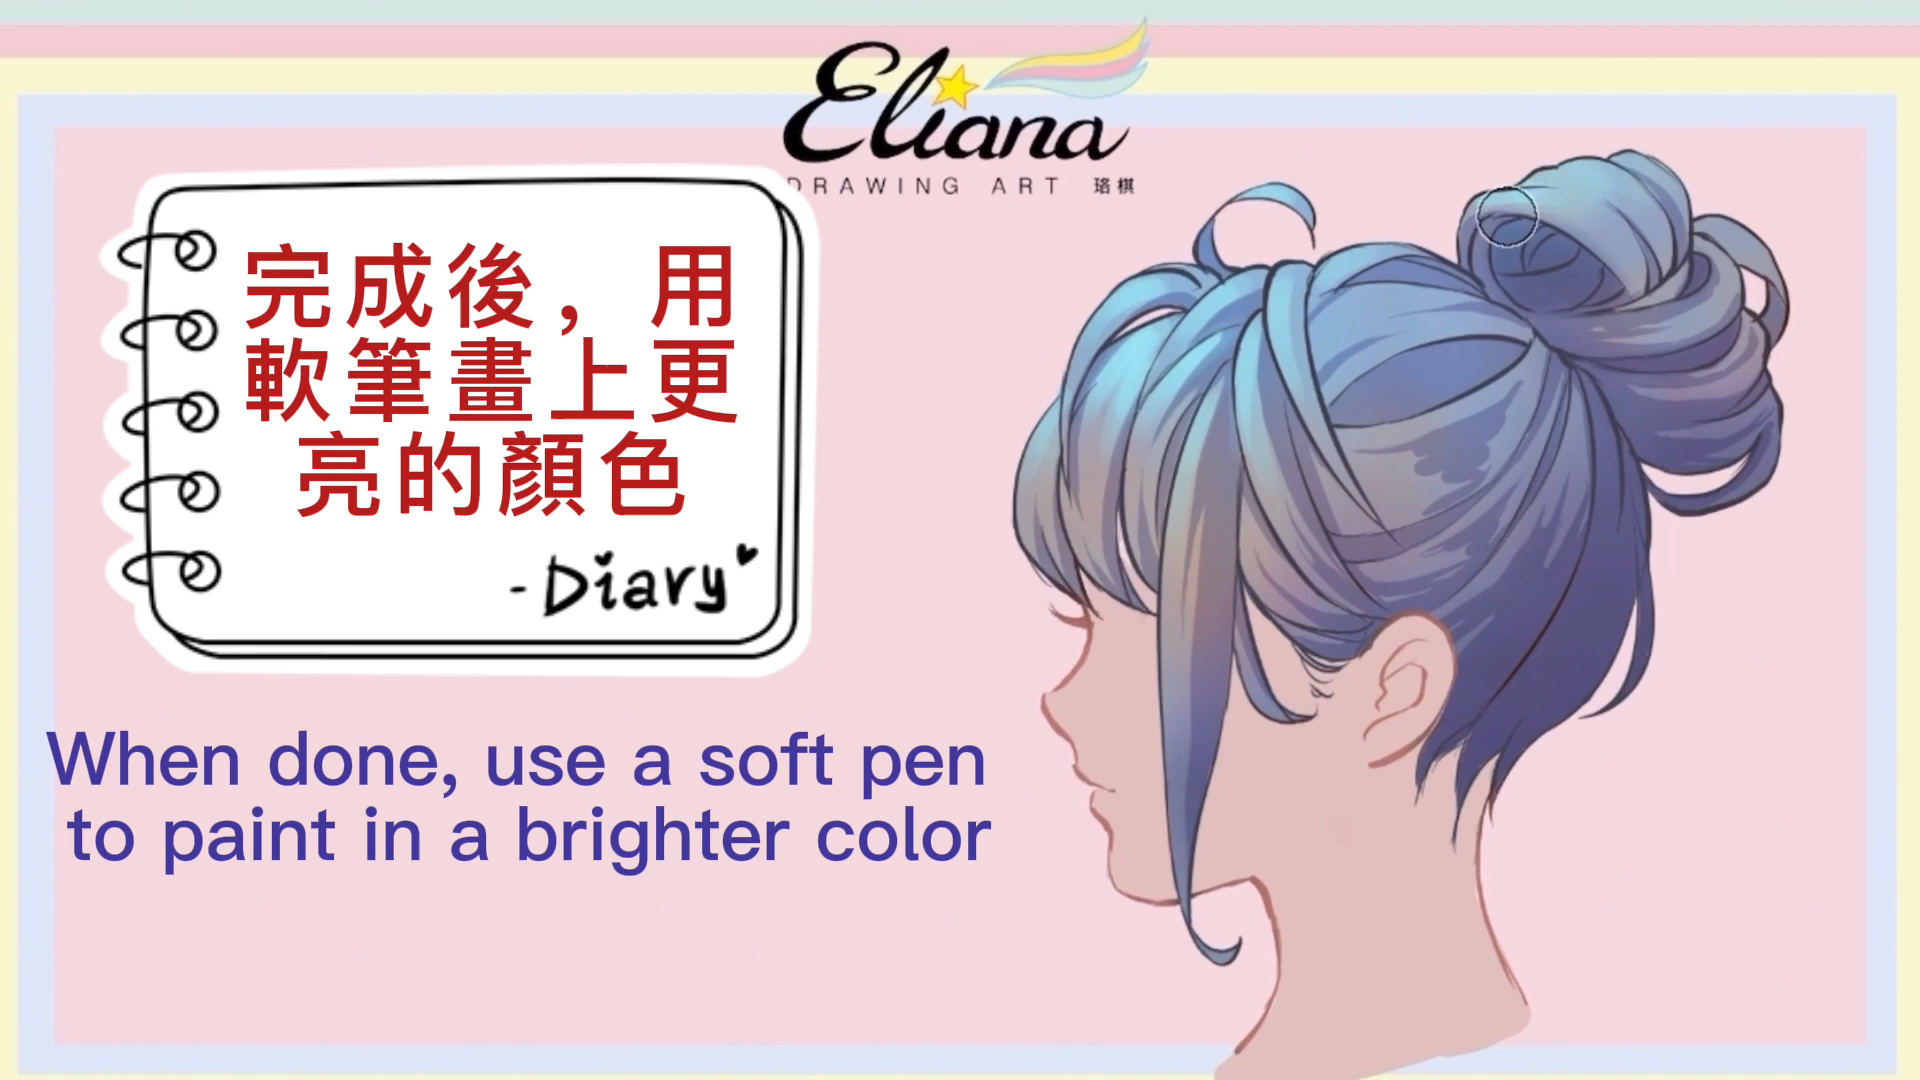 Eliana
DRAWING ART 珞棋
完成後，用
軟筆畫上更
亮的顏色
-Diary
When done, use a soft pen
to paint in a brighter color